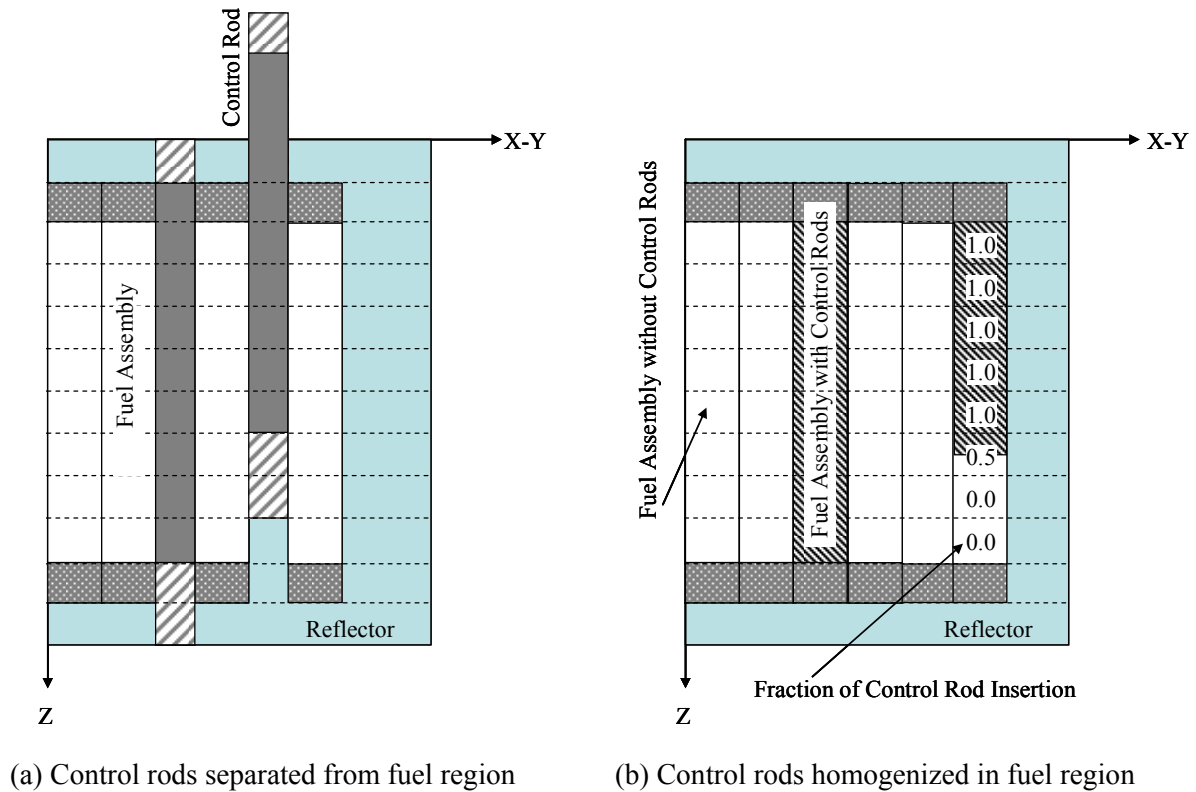 Control Rod
X-Y
Fuel Assembly
Reflector
Z
(a) Control rods separated from fuel region
X-Y
Fuel Assembly without Control Rods
Fuel Assembly with Control Rods
1.0
1.0
1.0
1.0
1.0
0.5
0.0
0.0
Reflector
Fraction of Control Rod Insertion
Z
(b) Control rods homogenized in fuel region